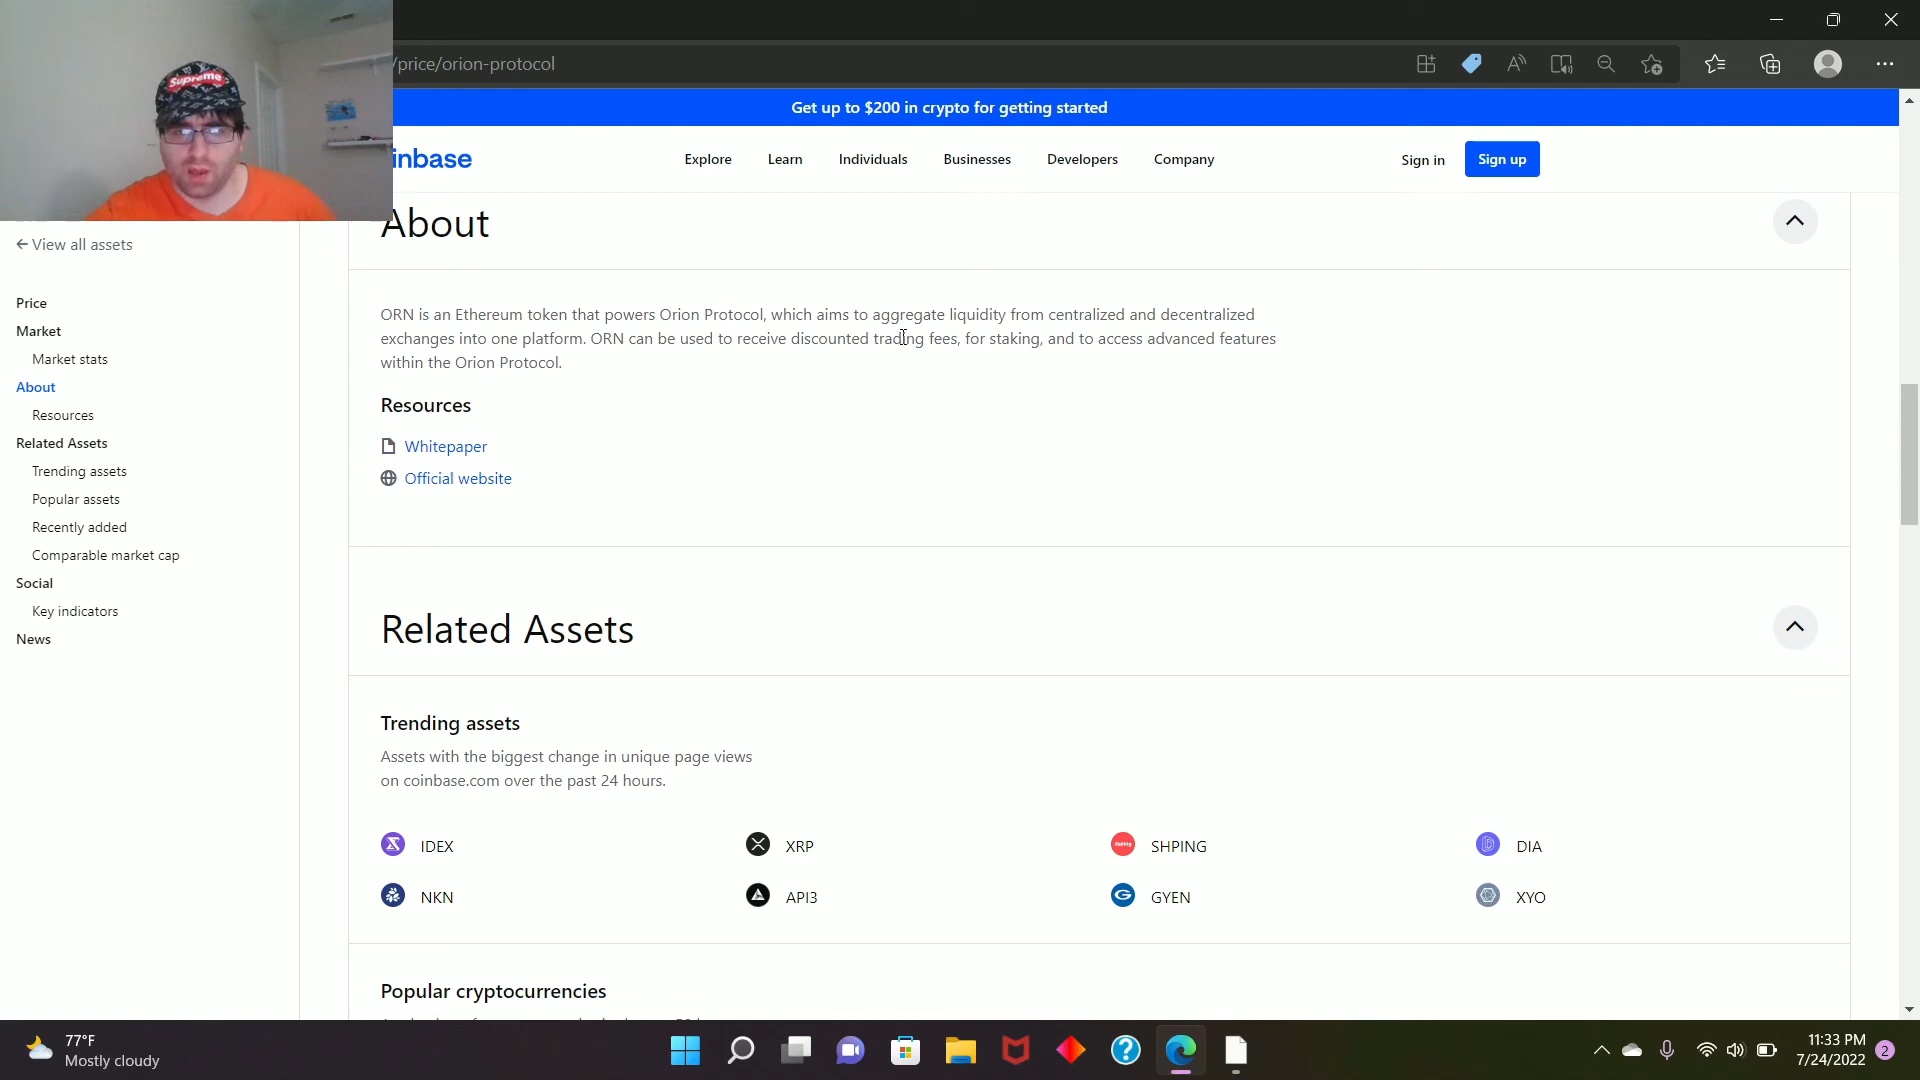 Supreme
/price/orion-protocol
Get up to $200 in crypto for getting started
inbase
Explore
Learn
Individuals
Businesses
Developers
Company
Sign in
Sign up
← View all assets
Price
Market
Market stats
About
Resources
Related Assets
Trending assets
Popular assets
Recently added
Comparable market cap
Social
Key indicators
News
About
ORN is an Ethereum token that powers Orion Protocol, which aims to aggregate liquidity from centralized and decentralized
exchanges into one platform. ORN can be used to receive discounted trading fees, for staking, and to access advanced features
within the Orion Protocol.
Resources
Whitepaper
Official website
Related Assets
Trending assets
Assets with the biggest change in unique page views
on coinbase.com over the past 24 hours.
IDEX
XRP
SHPING
DIA
NKN
API3
GYEN
XYO
Popular cryptocurrencies
77°F
Mostly cloudy
11:33 PM
7/24/2022
2